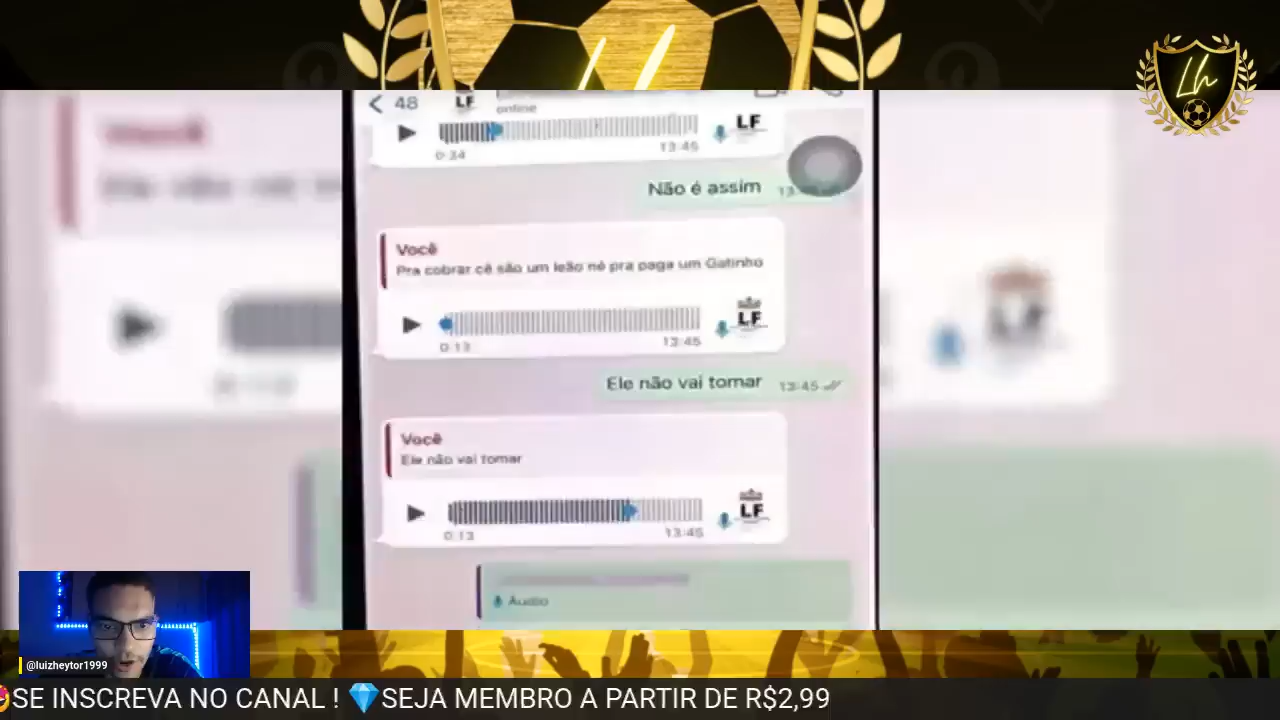 Lh
48
LF
online
LF
0:34
13:45
Não é assim
Você
Pra cobrar cê são um leão né pra paga um Gatinho
LF
0:13
13:45
Ele não vai tomar 13:45
Você
Ele não vai tomar
LF
0:13
13:45
Áudio
@luizheytor1999
SE INSCREVA NO CANAL ! 💎SEJA MEMBRO A PARTIR DE R$2,99